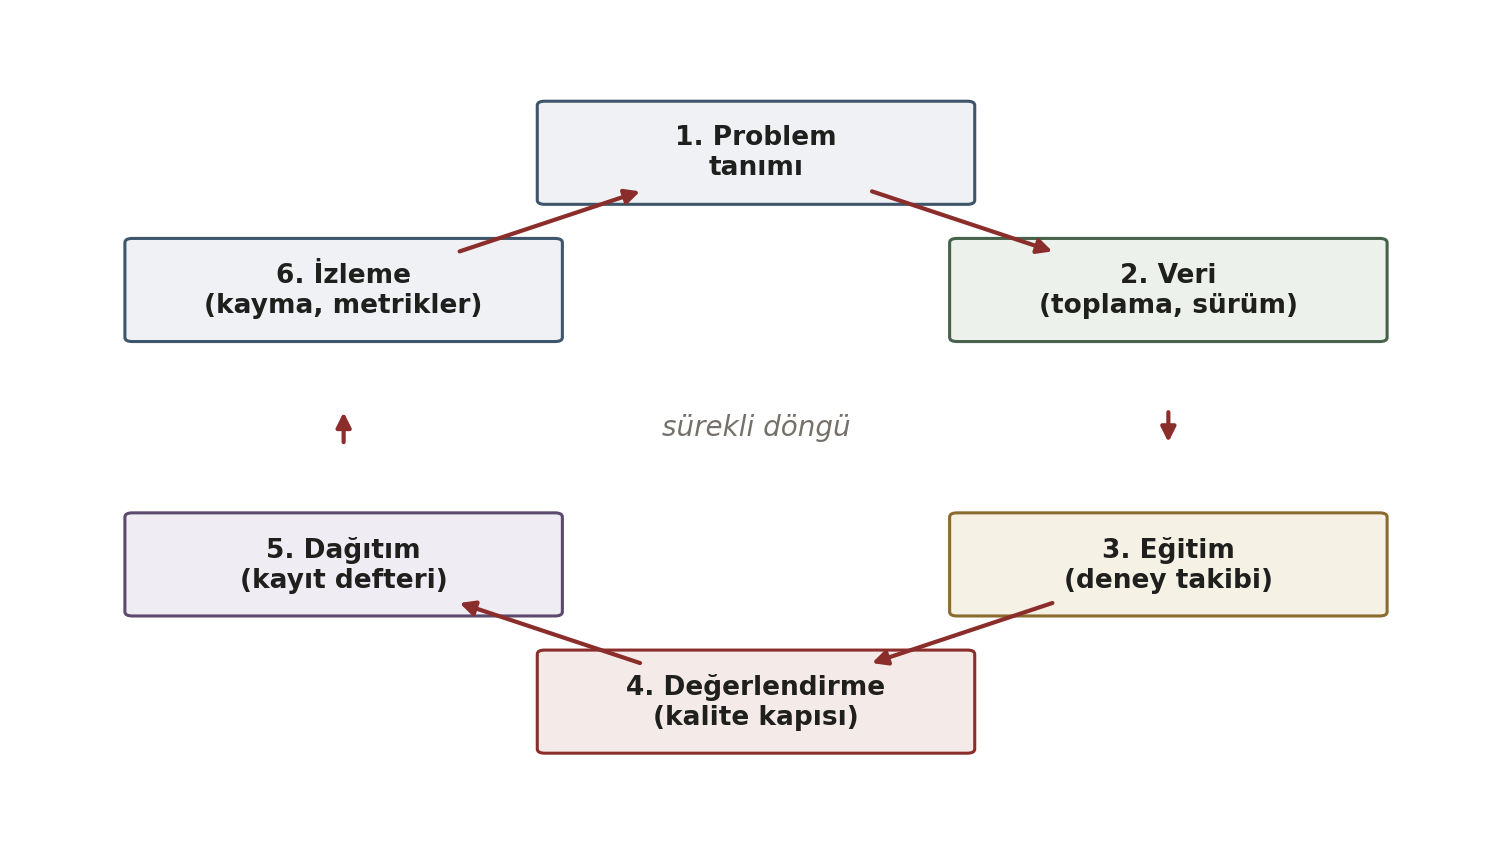 1. Problem
tanımı
2. Veri
(toplama, sürüm)
3. Eğitim
(deney takibi)
4. Değerlendirme
(kalite kapısı)
5. Dağıtım
(kayıt defteri)
6. İzleme
(kayma, metrikler)
sürekli döngü